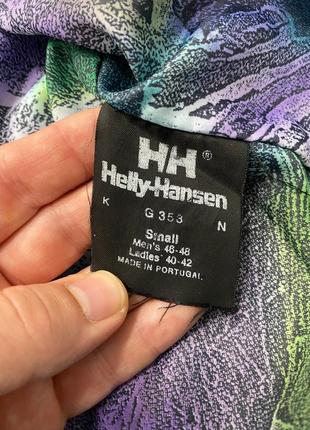 HH®
Helly-Hansen
K G 353 N
Small
Men's 46-48
Ladies' 40-42
MADE IN PORTUGAL